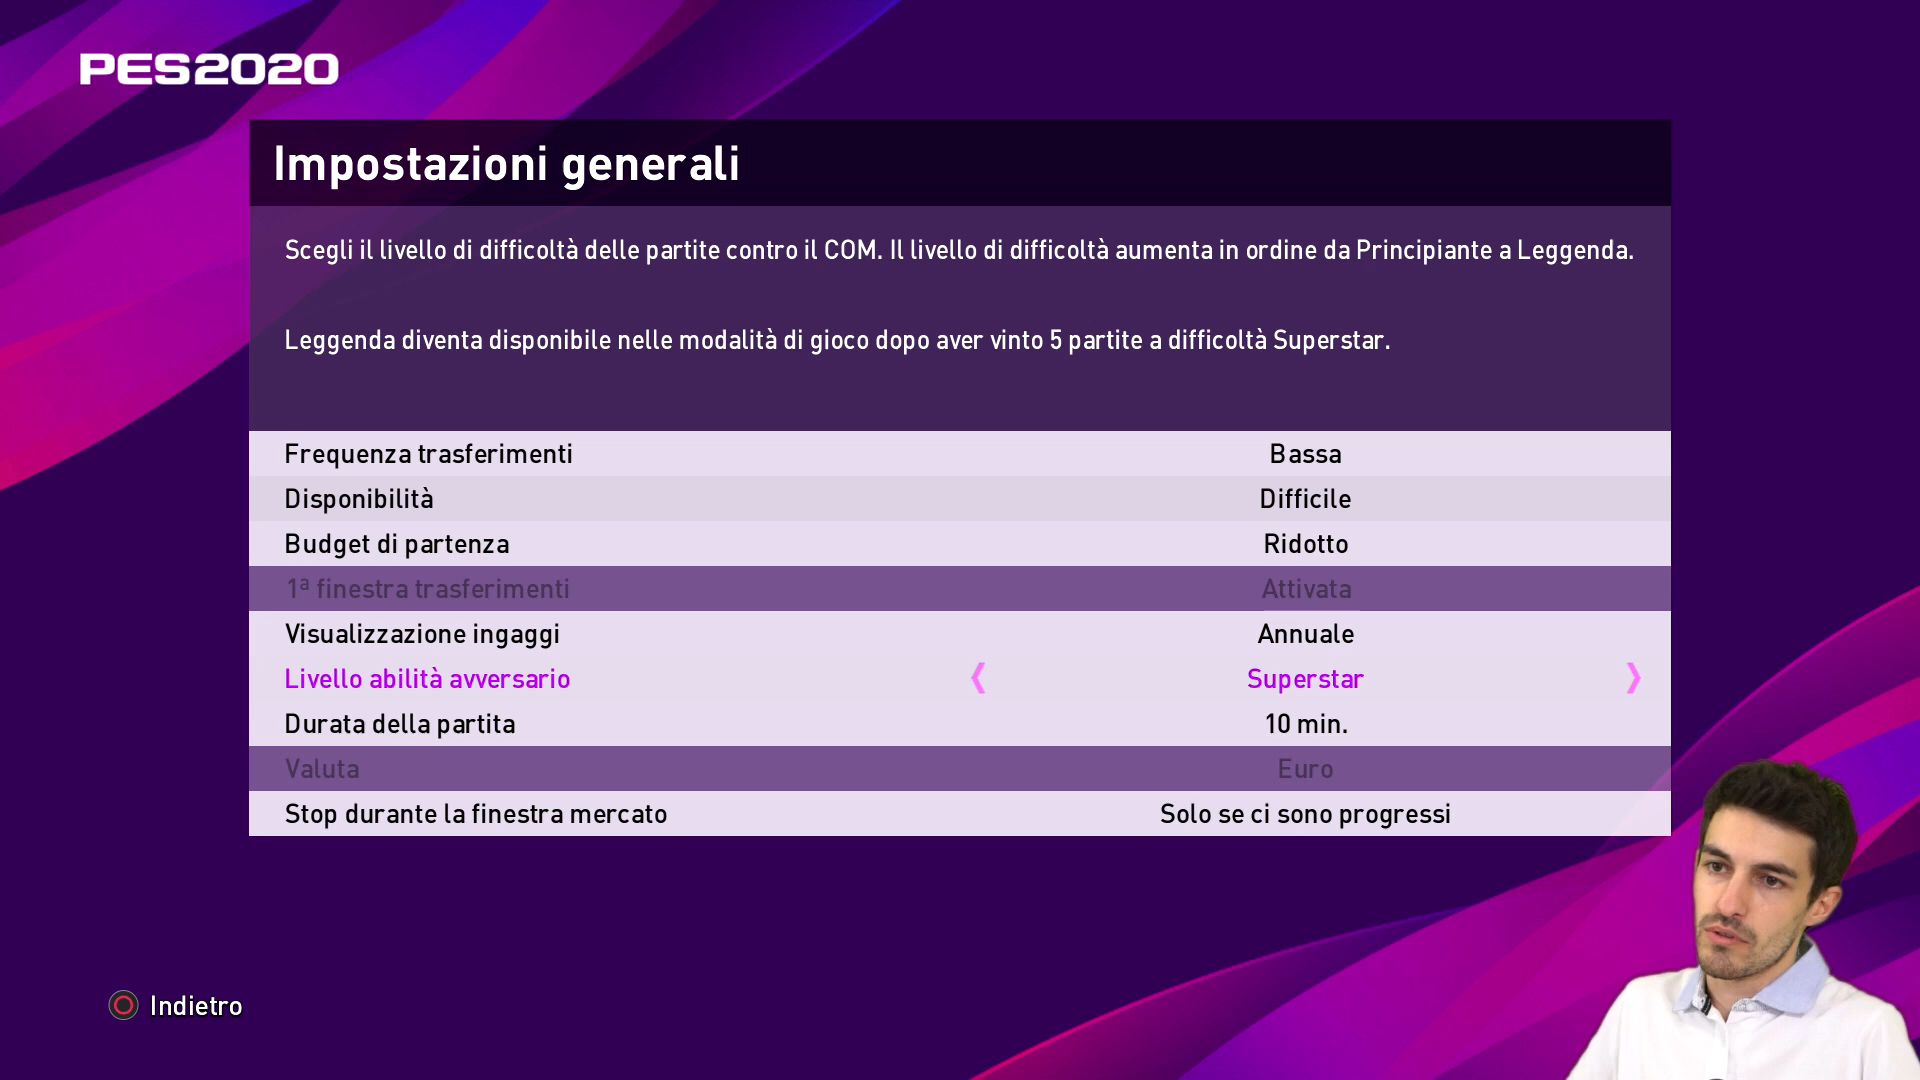 PES2020
Impostazioni generali
Scegli il livello di difficoltà delle partite contro il COM. Il livello di difficoltà aumenta in ordine da Principiante a Leggenda.
Leggenda diventa disponibile nelle modalità di gioco dopo aver vinto 5 partite a difficoltà Superstar.
Frequenza trasferimenti Bassa
Disponibilità Difficile
Budget di partenza Ridotto
1ª finestra trasferimenti Attivata
Visualizzazione ingaggi Annuale
Livello abilità avversario Superstar
Durata della partita 10 min.
Valuta Euro
Stop durante la finestra mercato Solo se ci sono progressi
Indietro